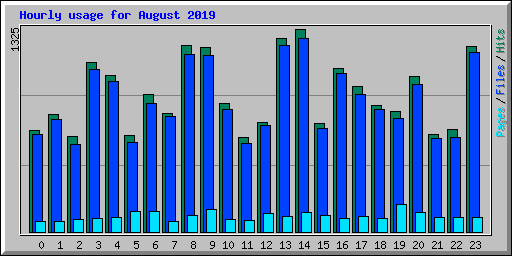 Hourly usage for August 2019
1325
Pages/Files/Hits
0 1 2 3 4 5 6 7 8 9 10 11 12 13 14 15 16 17 18 19 20 21 22 23